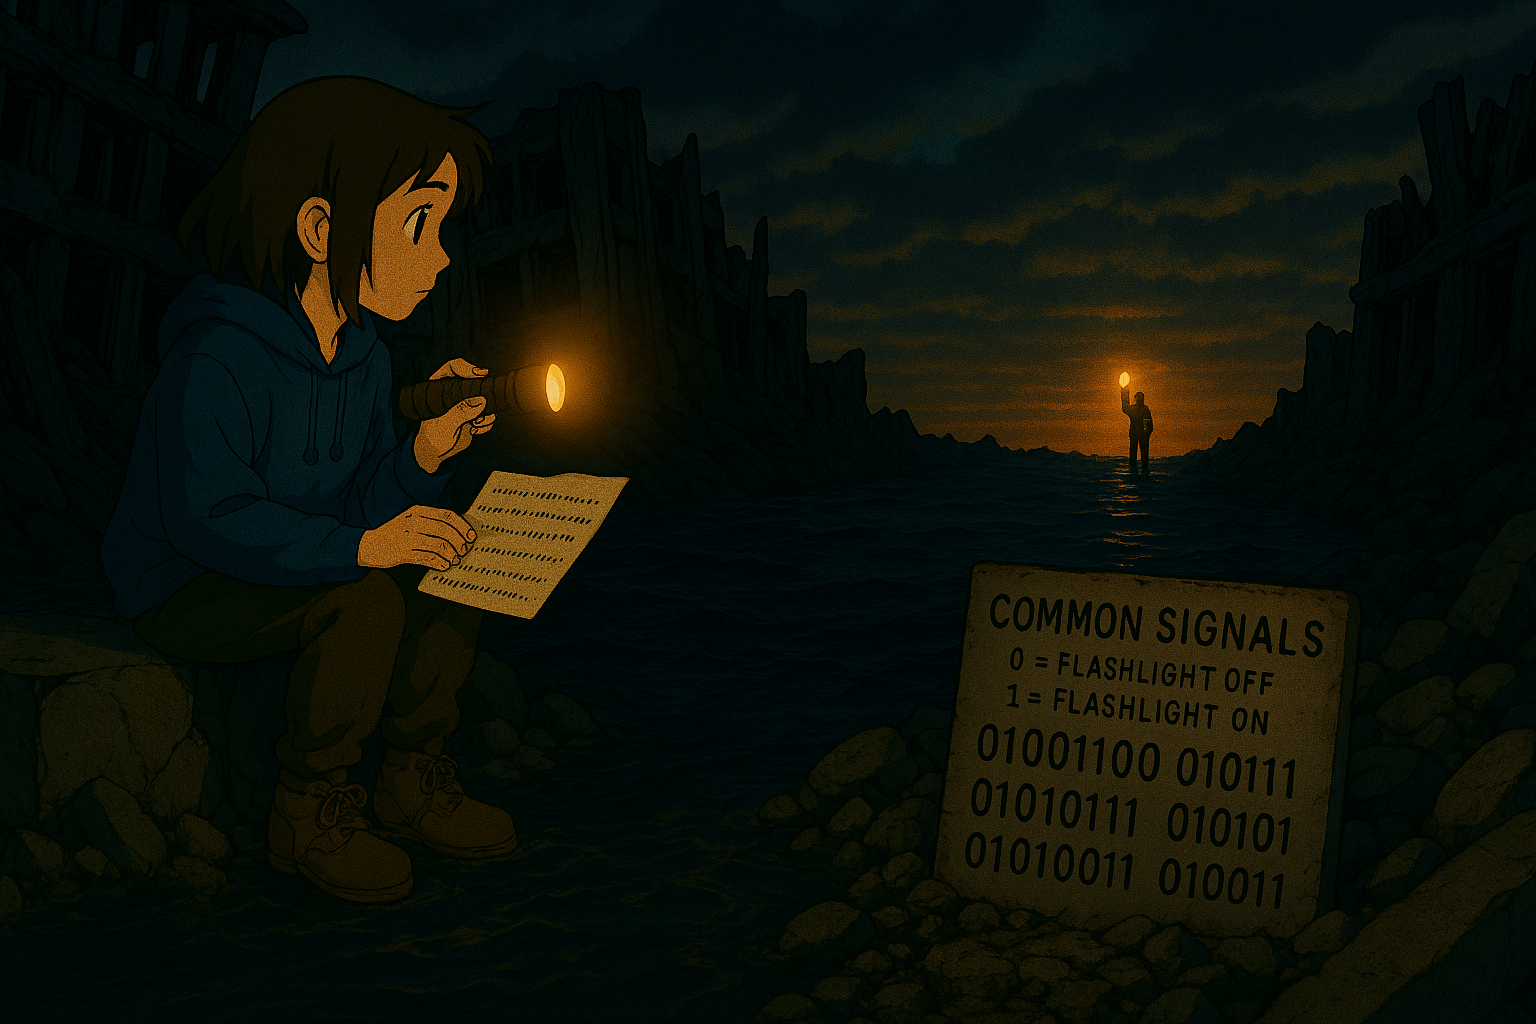 COMMON SIGNALS
0 = FLASHLIGHT OFF
1 = FLASHLIGHT ON
01001100 010111
01010111 010101
01010011 010011